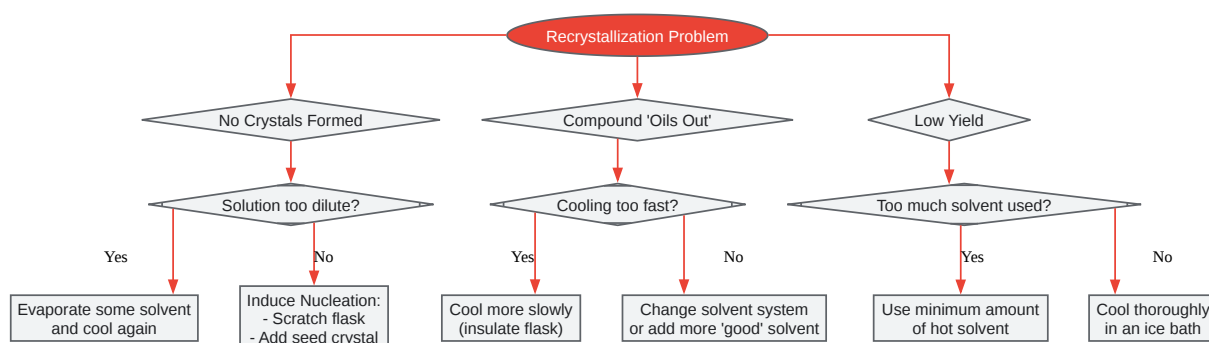 Recrystallization Problem
No Crystals Formed
Compound 'Oils Out'
Low Yield
Solution too dilute?
Cooling too fast?
Too much solvent used?
Yes
No
Yes
No
Yes
No
Evaporate some solvent
and cool again
Induce Nucleation:
- Scratch flask
- Add seed crystal
Cool more slowly
(insulate flask)
Change solvent system
or add more 'good' solvent
Use minimum amount
of hot solvent
Cool thoroughly
in an ice bath